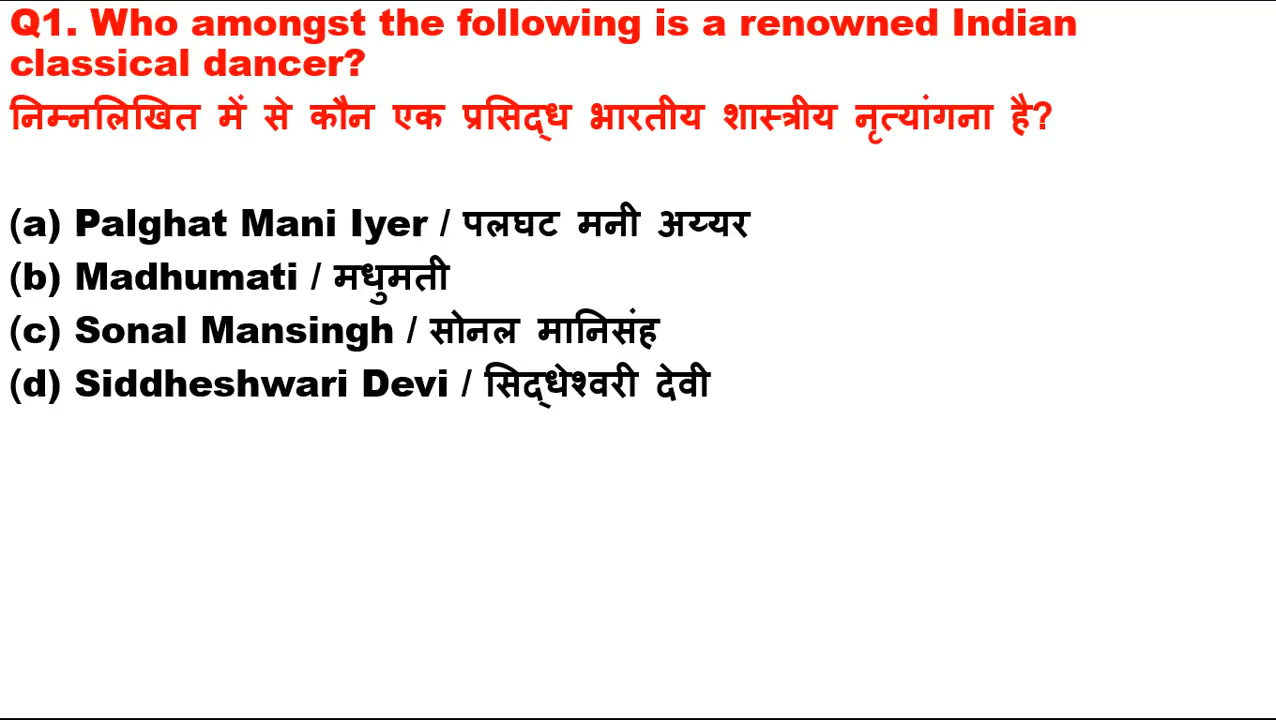 Q1. Who amongst the following is a renowned Indian
classical dancer?
निम्नलिखित में से कौन एक प्रसिद्ध भारतीय शास्त्रीय नृत्यांगना है?
(a) Palghat Mani Iyer / पलघट मनी अय्यर
(b) Madhumati / मधुमती
(c) Sonal Mansingh / सोनल मानिसंह
(d) Siddheshwari Devi / सिद्धेश्वरी देवी